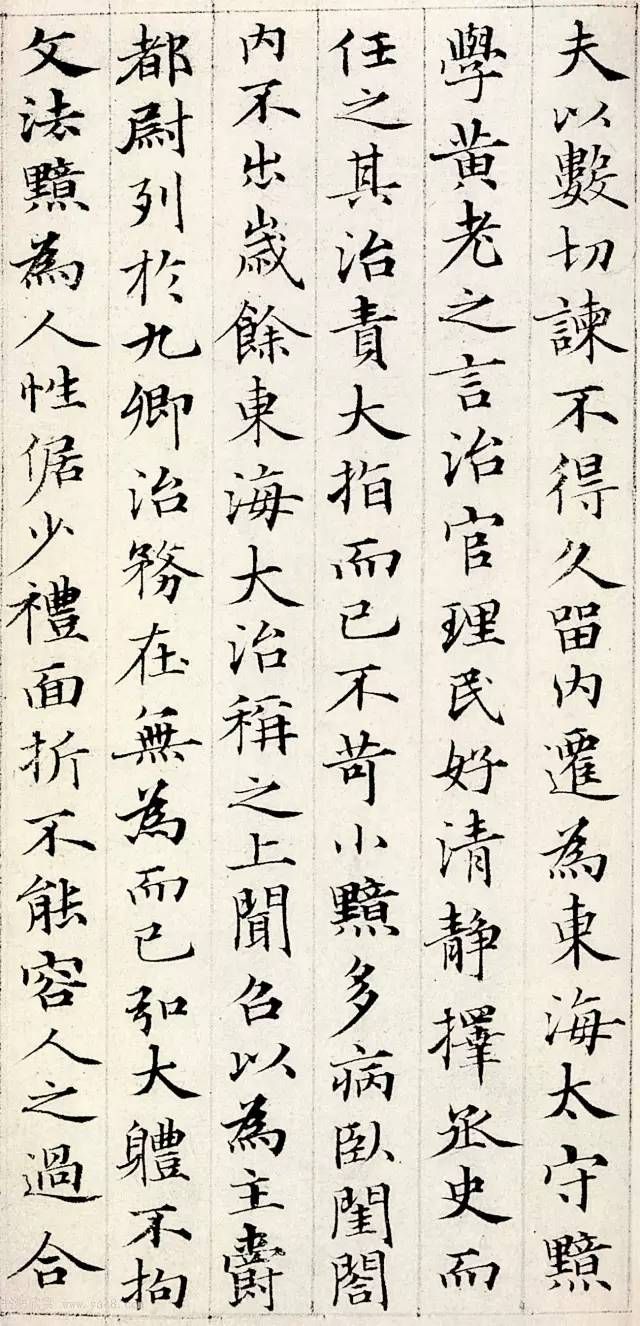 夫以數切諫不得久留內遷為東海太守黯
學黃老之言治官理民好清靜擇丞史而
任之其治責大指而已不苛小黯多病臥閨閤
內不出歲餘東海大治稱之上聞召以為主爵
都尉列於九卿治務在無為而已弘大體不拘
文法黯為人性倨少禮面折不能容人之過合